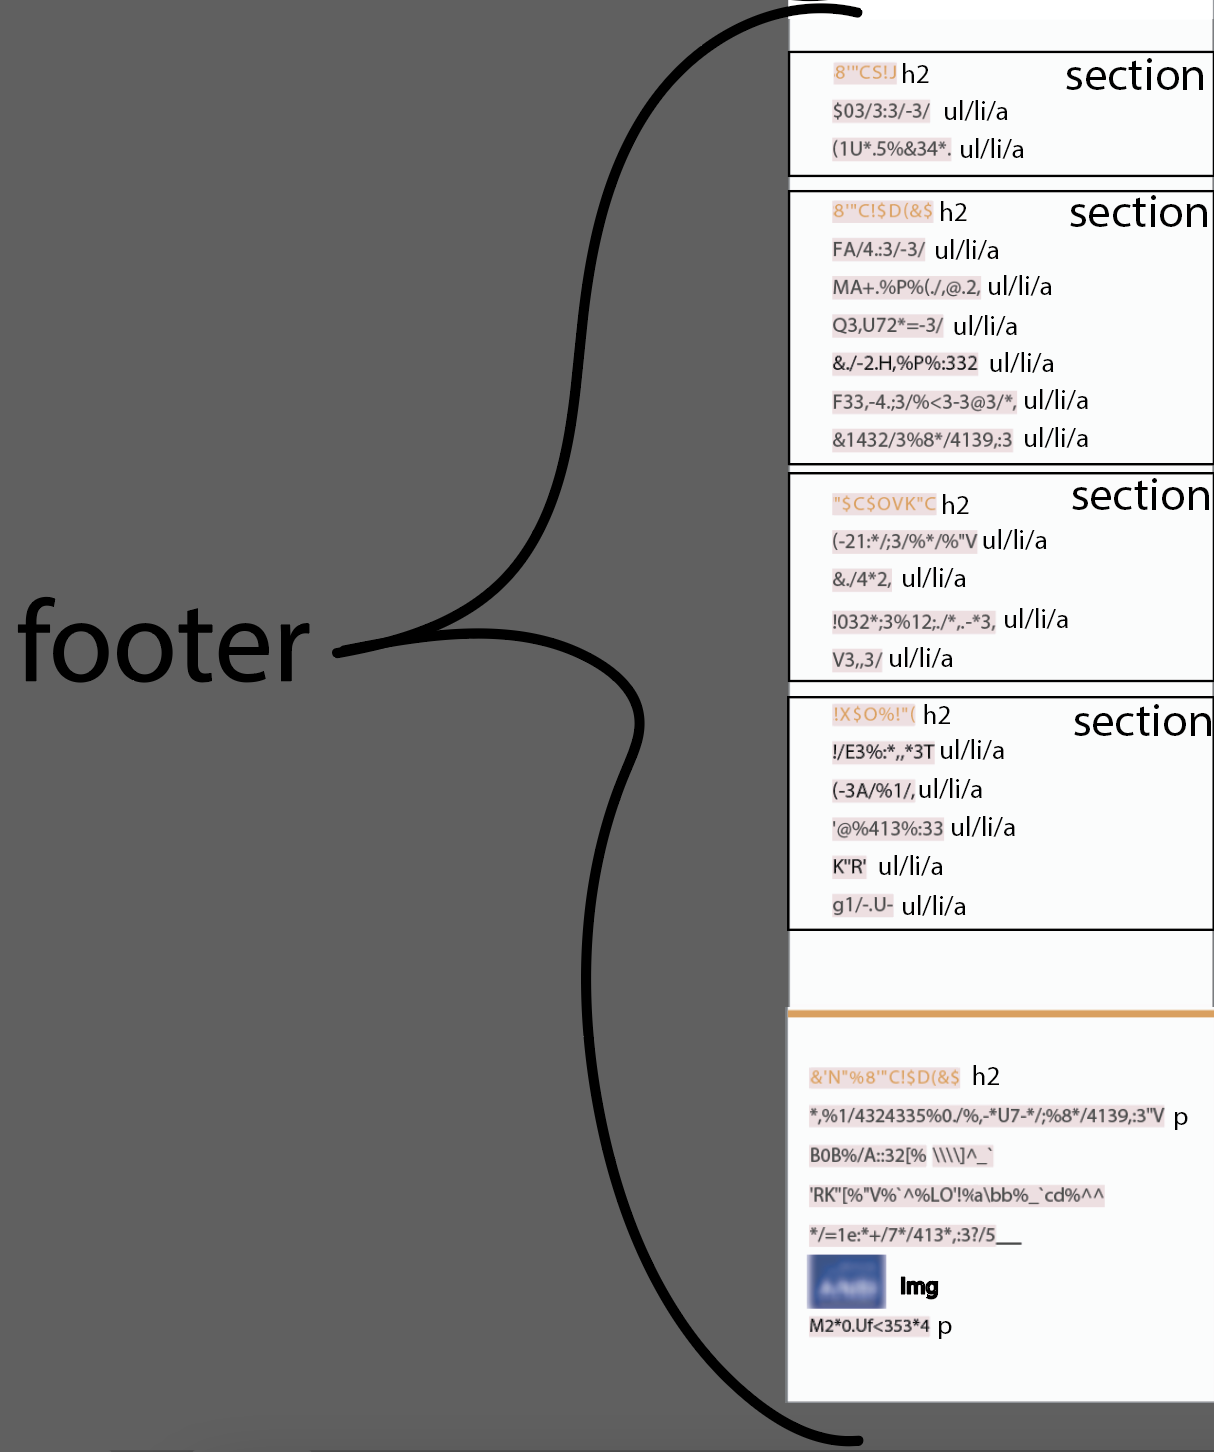 8'"CS!J h2 section
$03/3:3/-3/ ul/li/a
(1U*.5%&34*. ul/li/a
8'"C!$D(&$ h2 section
FA/4.:3/-3/ ul/li/a
MA+.%P%(./,@.2, ul/li/a
Q3,U72*=-3/ ul/li/a
&./-2.H,%P%:332 ul/li/a
F33,-4.;3/%<3-3@3/*, ul/li/a
&1432/3%8*/4139,:3 ul/li/a
"$C$OVK"C h2 section
(-21:*/;3/%*/%"V ul/li/a
&./4*2, ul/li/a
!032*;3%12;./*,.-*3, ul/li/a
footer
V3,,3/ ul/li/a
!X$O%!"( h2 section
!/E3%:*,,*3T ul/li/a
(-3A/%1/, ul/li/a
'@%413%:33 ul/li/a
K"R' ul/li/a
g1/-.U- ul/li/a
&'N"%8'"C!$D(&$ h2
*,%1/4324335%0./%,-*U7-*/;%8*/4139,:3"V p
B0B%/A::32[% \\\\]^_`
'RK"[%"V%`^%LO'!%a\bb%_`cd%^^
*/=1e:*+/7*/413*,:3?/5__
Img
M2*0.Uf<353*4 p